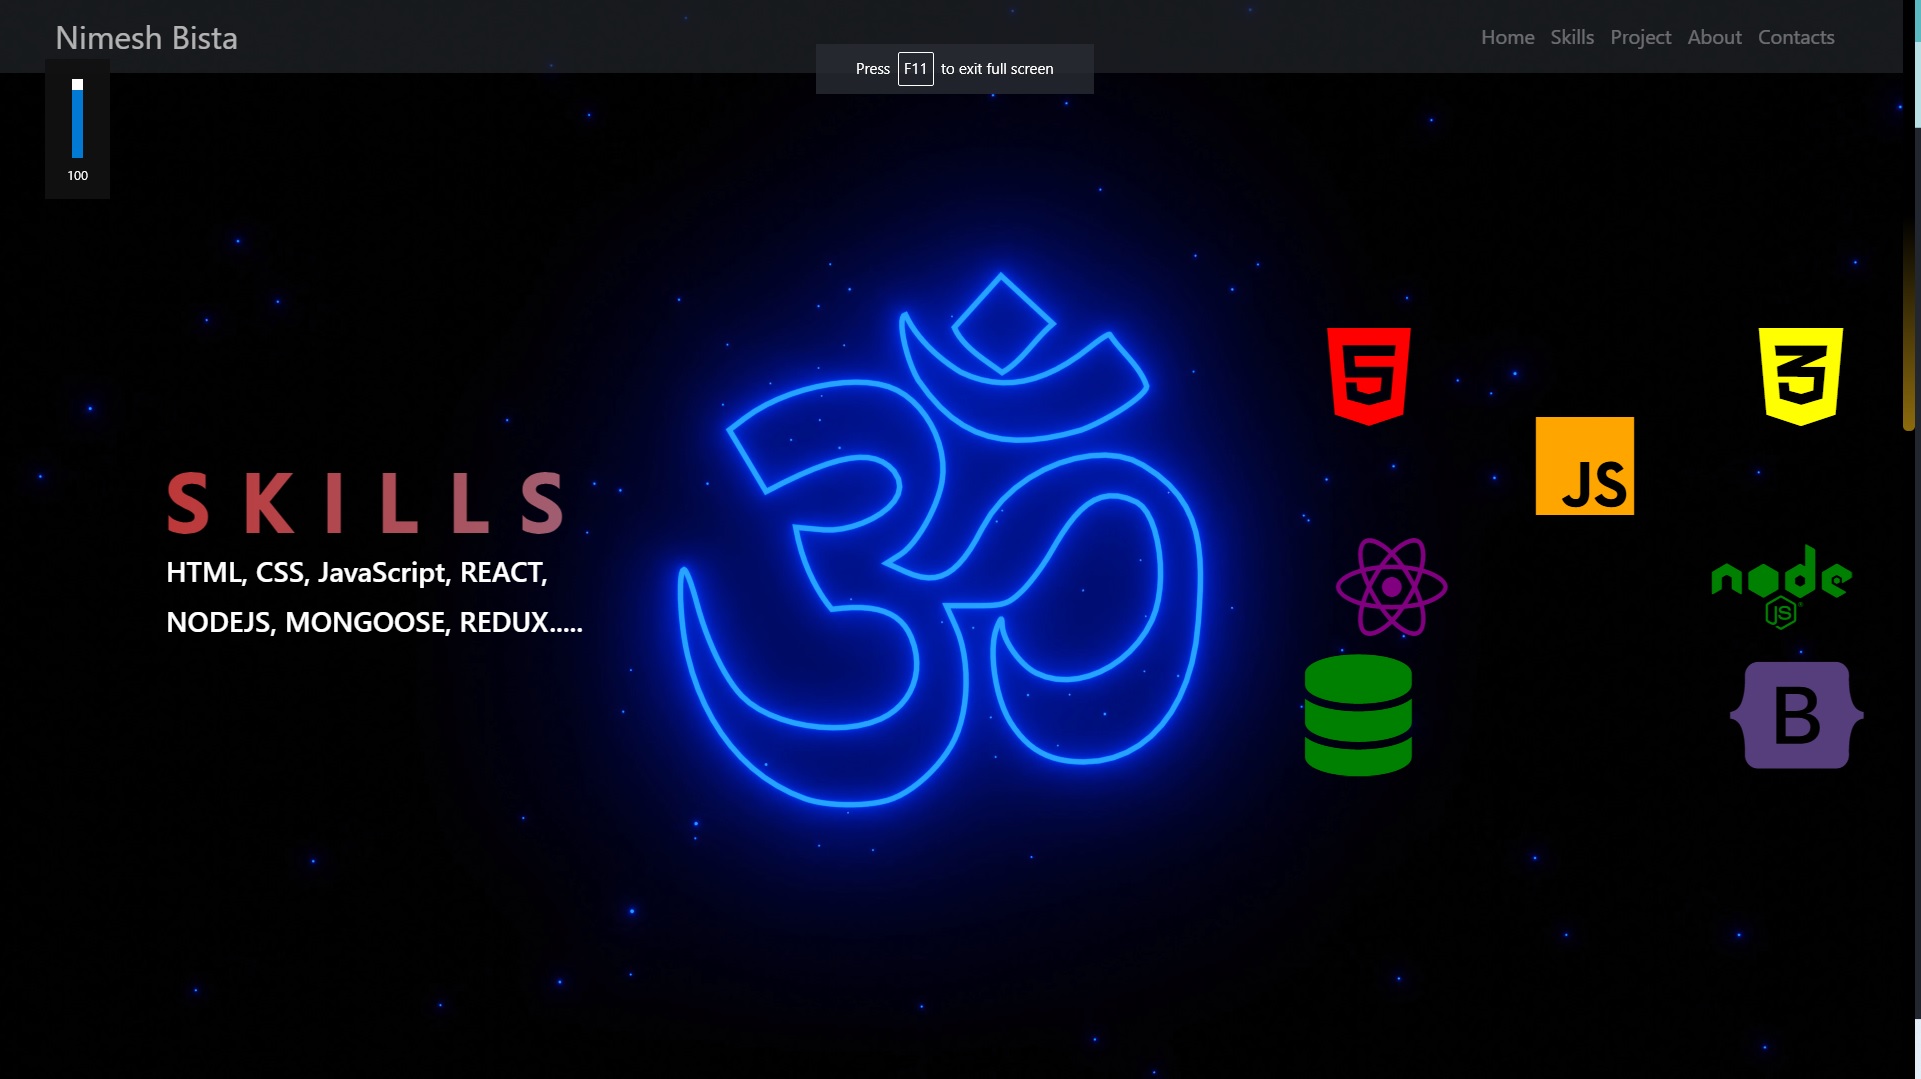 Nimesh Bista
Home Skills Project About Contacts
Press F11 to exit full screen
100
SKILLS
HTML, CSS, JavaScript, REACT,
NODEJS, MONGOOSE, REDUX.....
ॐ
5
3
JS
node
JS
B